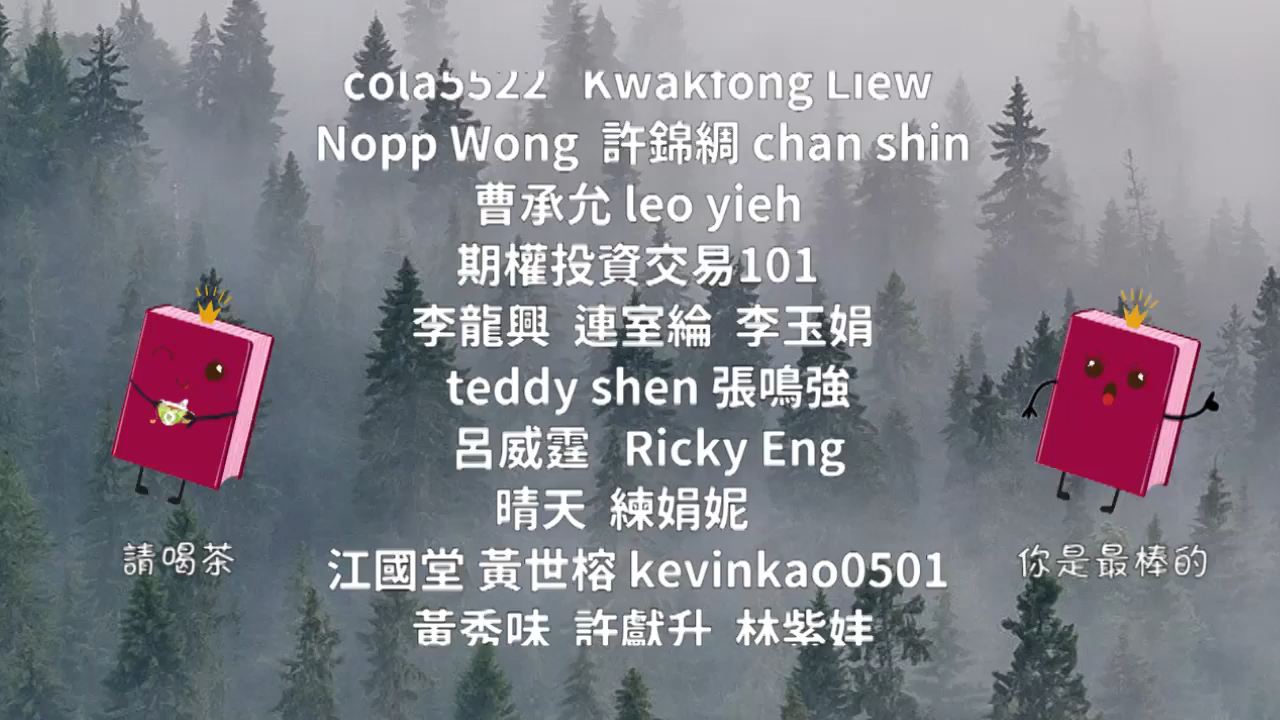 cola5522 Kwakfong Liew
Nopp Wong 許錦綢 chan shin
曹承允 leo yieh
期權投資交易101
李龍興 連室綸 李玉娟
teddy shen 張鳴強
呂威霆 Ricky Eng
晴天 練娟妮
江國堂 黃世榕 kevinkao0501
黃秀味 許獻升 林紫娃
請喝茶
你是最棒的